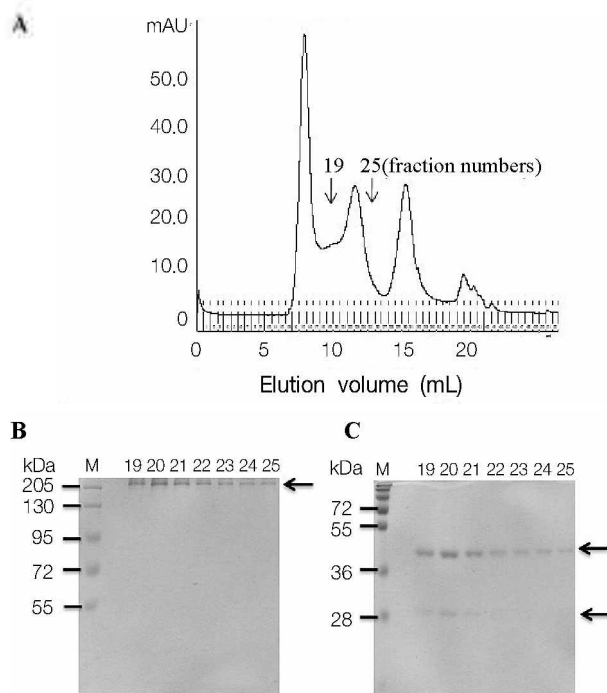 A
mAU
50.0
40.0
30.0
20.0
10.0
0
19 25(fraction numbers)
0 5 10 15 20
Elution volume (mL)
B
kDa M 19 20 21 22 23 24 25
205
130
95
72
55
C
kDa M 19 20 21 22 23 24 25
72
55
36
28